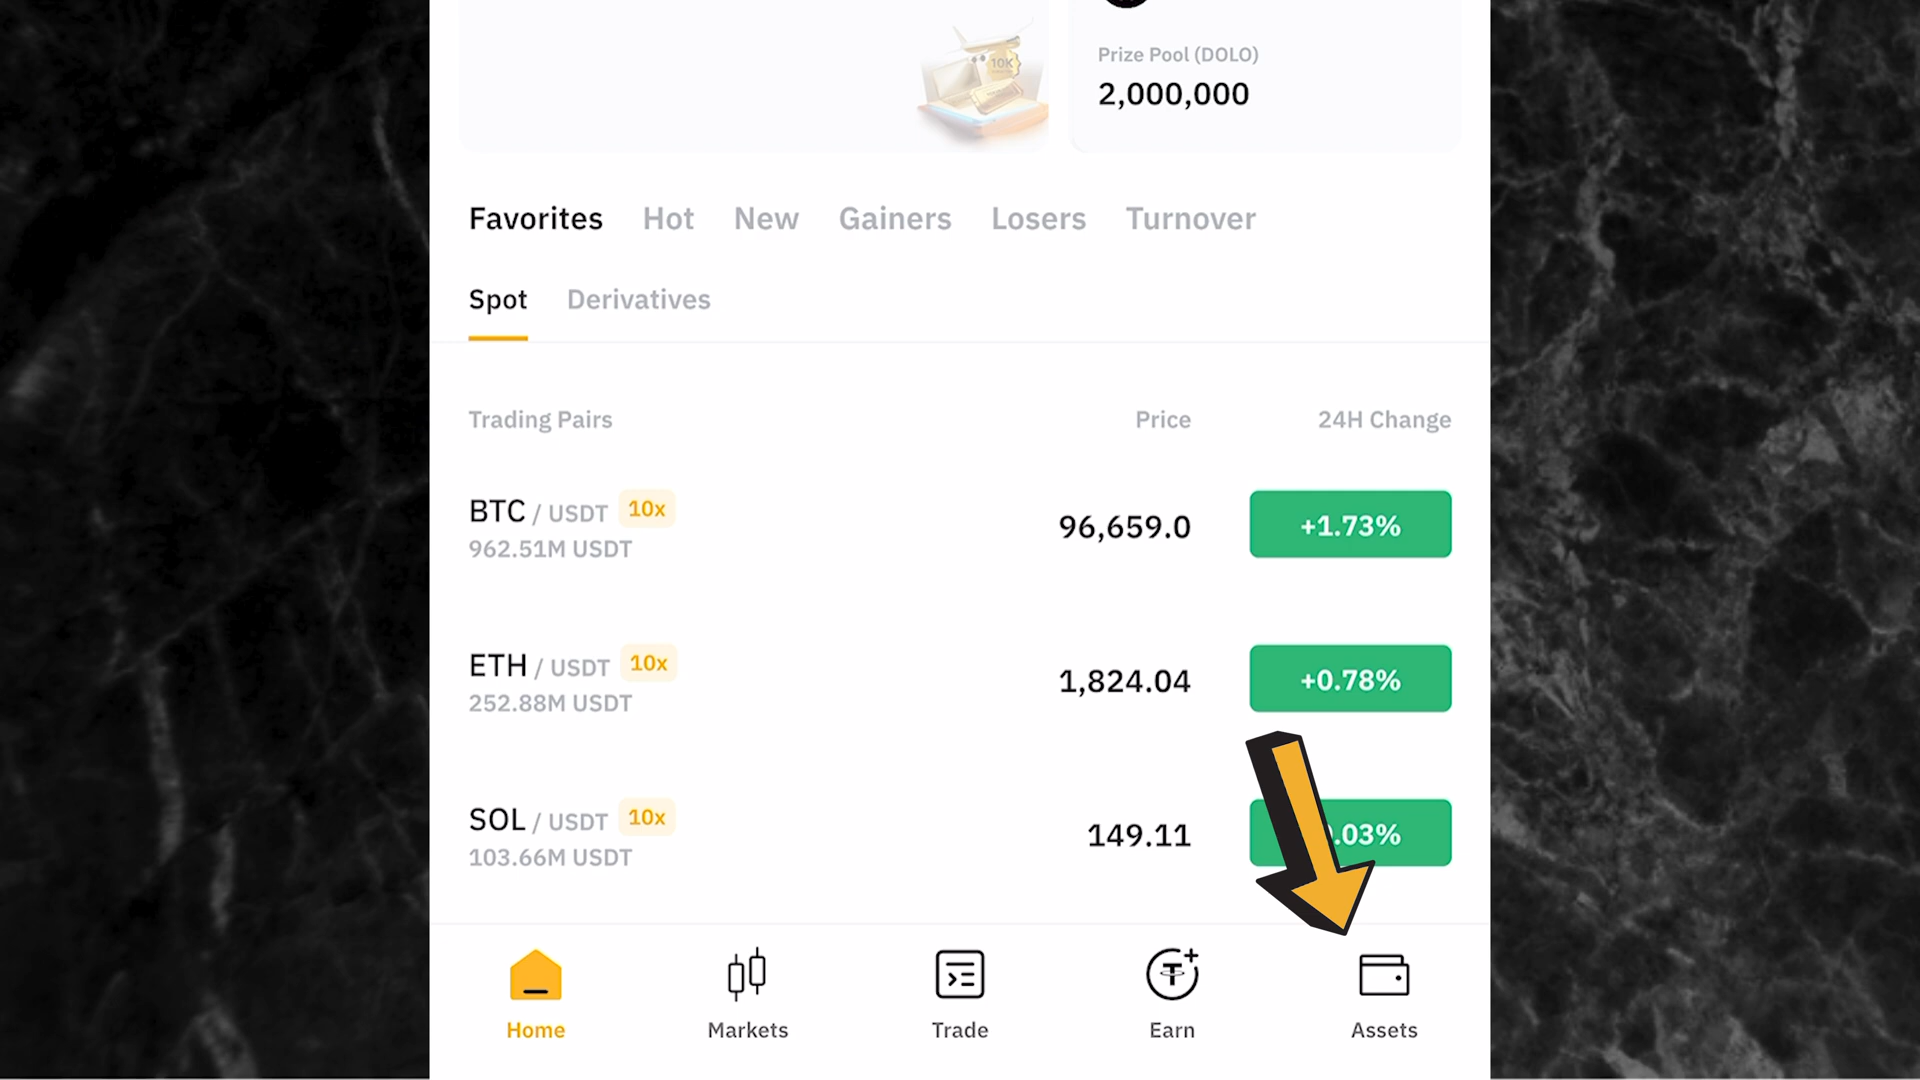 10K
Prize Pool (DOLO)
2,000,000
Favorites Hot New Gainers Losers Turnover
Spot Derivatives
Trading Pairs Price 24H Change
BTC / USDT 10x 96,659.0 +1.73%
962.51M USDT
ETH / USDT 10x 1,824.04 +0.78%
252.88M USDT
SOL / USDT 10x 149.11 .03%
103.66M USDT
Home Markets Trade Earn Assets